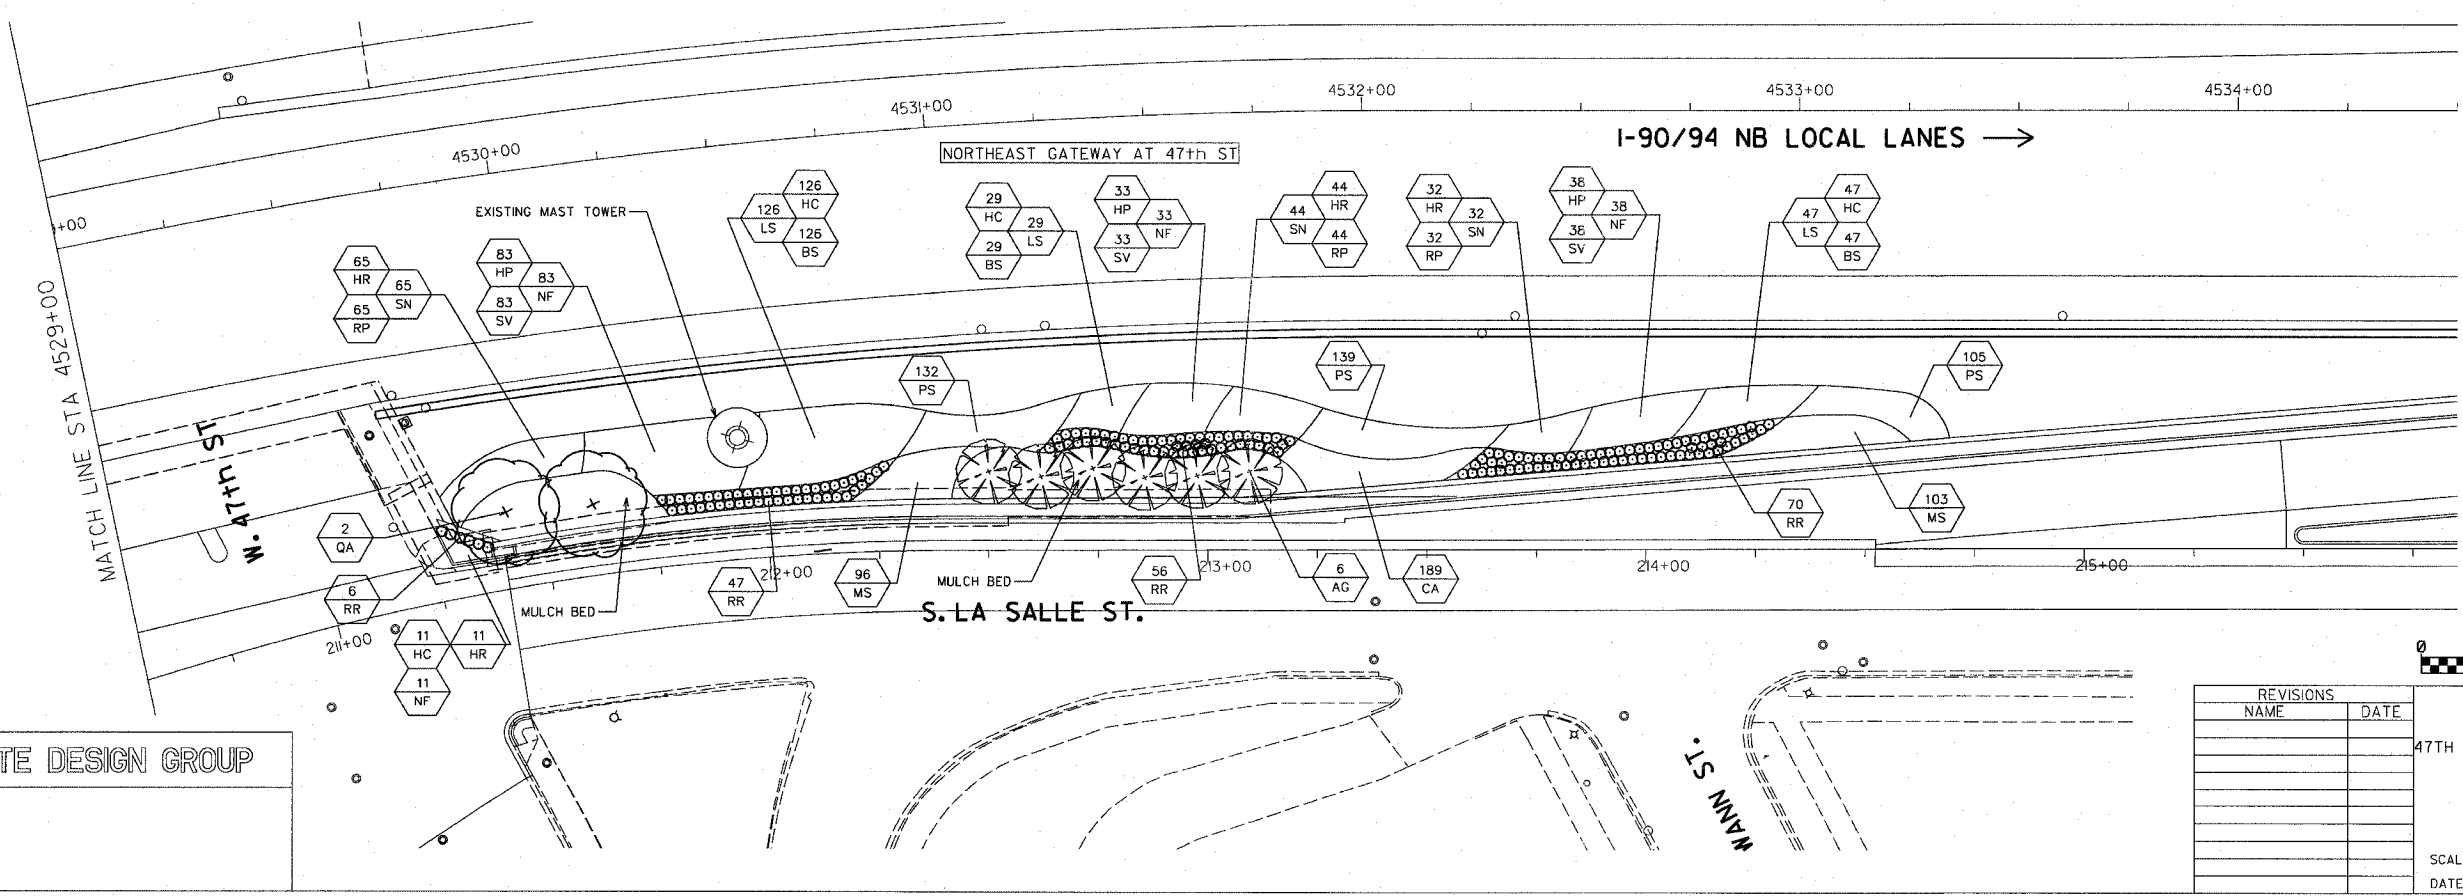 4530+00
4531+00
4532+00
4533+00
4534+00
+00
I-90/94 NB LOCAL LANES
NORTHEAST GATEWAY AT 47th ST
EXISTING MAST TOWER
MATCH LINE STA 4529+00
W. 47th ST
65
HR
65
SN
65
RP
83
HP
83
NF
83
SV
126
HC
126
LS
126
BS
29
HC
29
LS
29
BS
33
HP
33
NF
33
SV
44
HR
44
SN
44
RP
32
HR
32
SN
32
RP
38
HP
38
NF
38
SV
47
HC
47
LS
47
BS
132
PS
139
PS
105
PS
2
QA
6
RR
11
HC
11
HR
11
NF
MULCH BED
47
RR
96
MS
MULCH BED
56
RR
6
AG
189
CA
70
RR
103
MS
211+00
212+00
213+00
214+00
215+00
S. LA SALLE ST.
WANN ST.
TE DESIGN GROUP
0
REVISIONS
NAME
DATE
47TH
SCAL
DATE